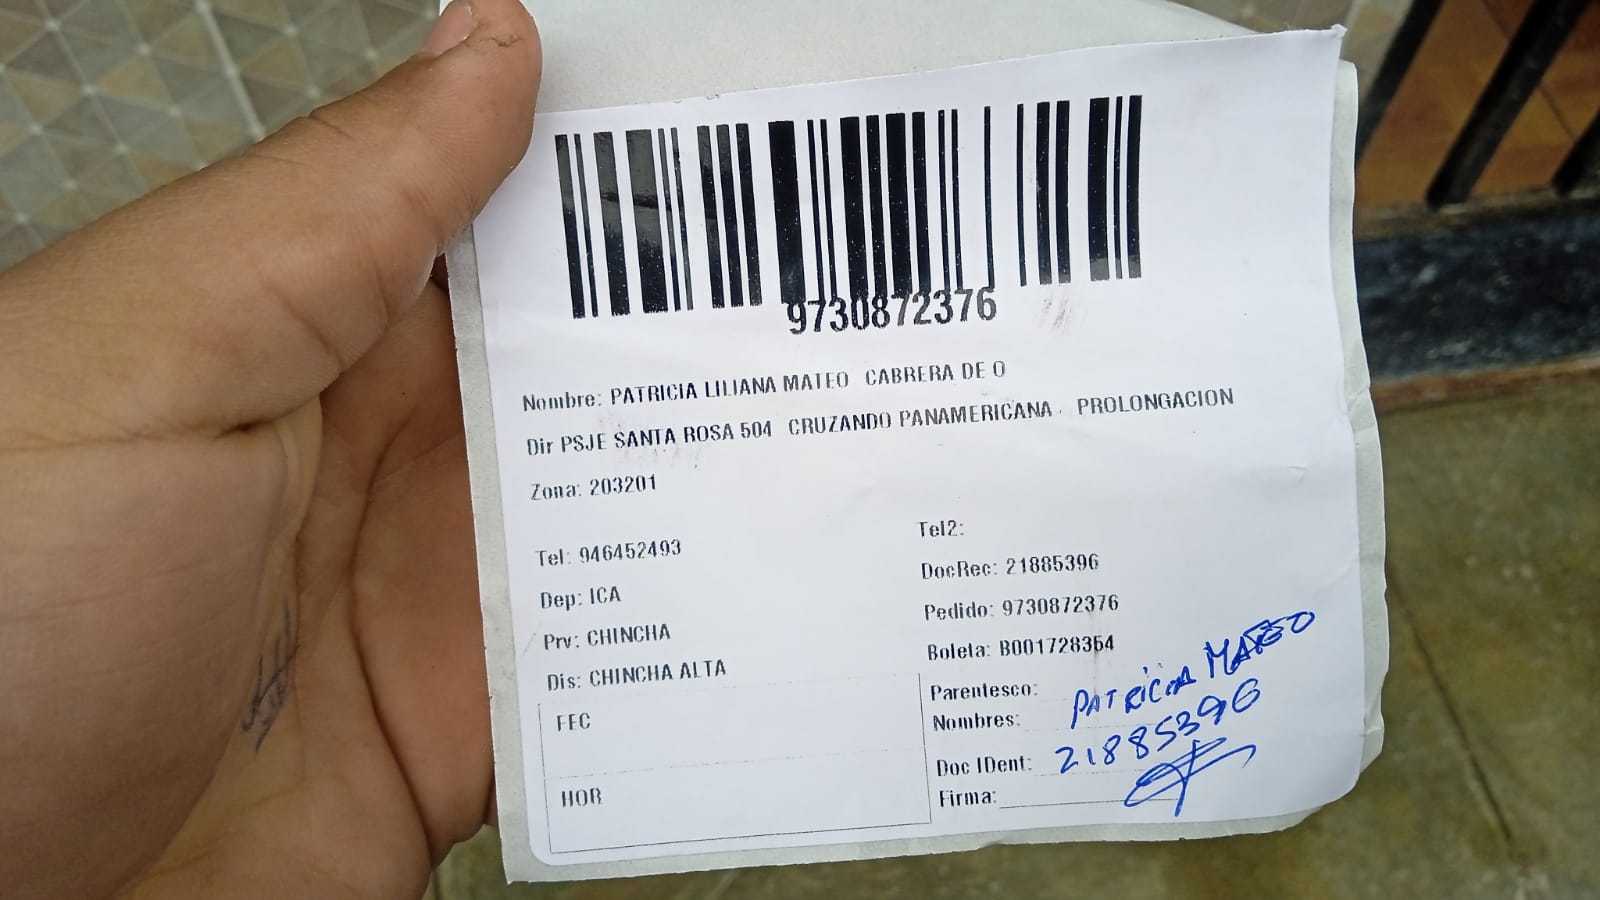 9730872376
Nombre: PATRICIA LILIANA MATEO CABRERA DE O
Dir PSJE SANTA ROSA 504 CRUZANDO PANAMERICANA . PROLONGACION
Zona: 203201
Tel: 946452493
Tel2:
Dep: ICA
DocRec: 21885396
Prv: CHINCHA
Pedido: 9730872376
Dis: CHINCHA ALTA
Boleta: B001728354
FEC
HOR
Parentesco:
Nombres: PATRICIA MATEO
Doc IDent: 21885396
Firma: